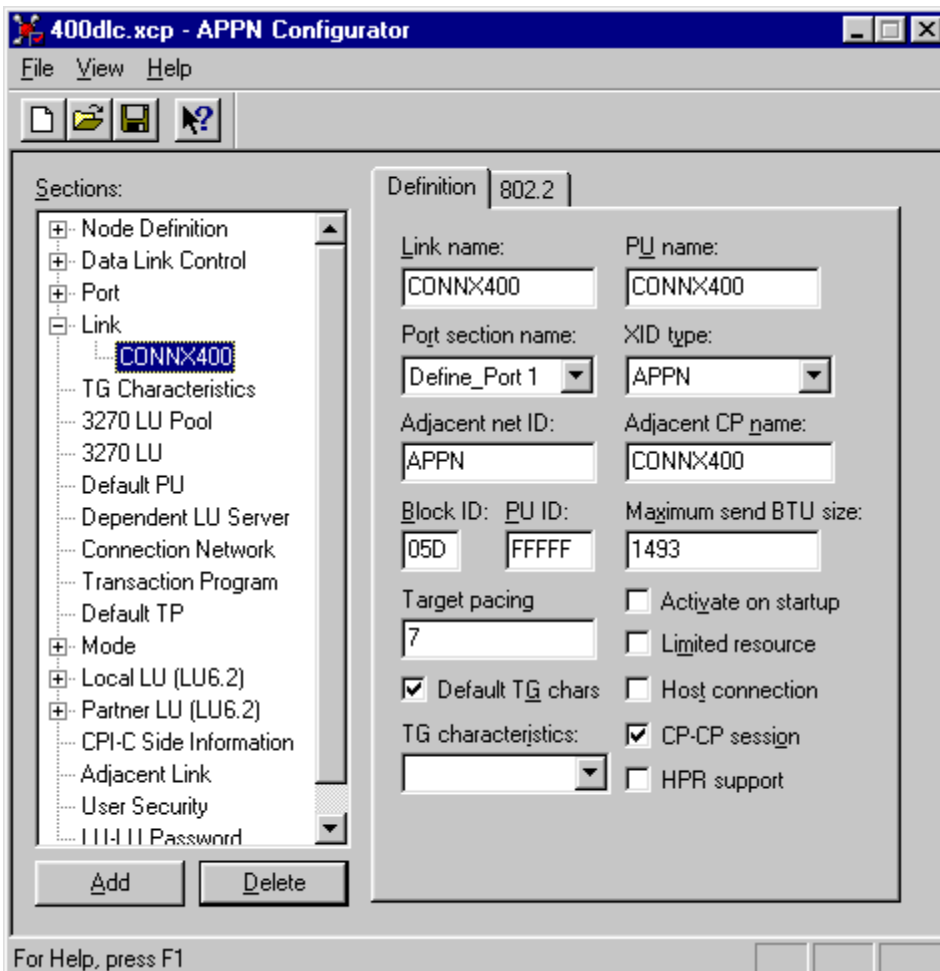 400dlc.xcp - APPN Configurator
File View Help
Sections:
Node Definition
Data Link Control
Port
Link
CONNX400
TG Characteristics
3270 LU Pool
3270 LU
Default PU
Dependent LU Server
Connection Network
Transaction Program
Default TP
Mode
Local LU (LU6.2)
Partner LU (LU6.2)
CPI-C Side Information
Adjacent Link
User Security
LU-LU Password
Add Delete
Definition 802.2
Link name: PU name:
CONNX400 CONNX400
Port section name: XID type:
Define_Port 1 APPN
Adjacent net ID: Adjacent CP name:
APPN CONNX400
Block ID: PU ID: Maximum send BTU size:
05D FFFFF 1493
Target pacing Activate on startup
7 Limited resource
Default TG chars Host connection
TG characteristics: CP-CP session
HPR support
For Help, press F1